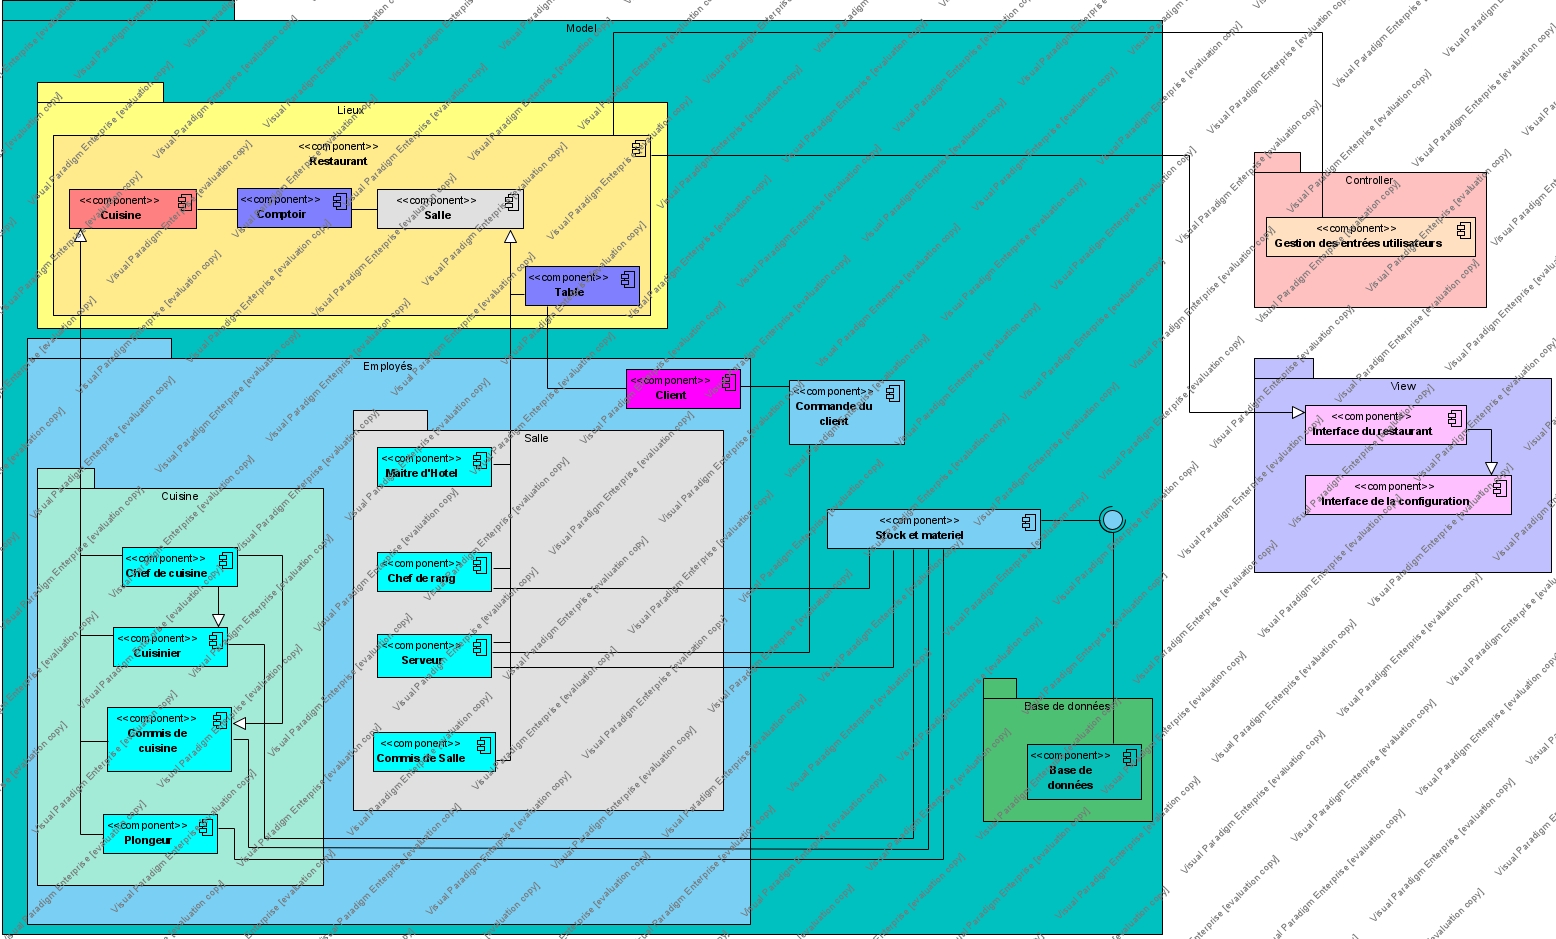 Model
Lieux
<<component>>
Restaurant
<<component>>
Cuisine
<<component>>
Comptoir
<<component>>
Salle
<<component>>
Table
Controller
<<component>>
Gestion des entrées utilisateurs
Employés
<<component>>
Client
<<component>>
Commande du
client
View
<<component>>
Interface du restaurant
<<component>>
Interface de la configuration
Salle
<<component>>
Maitre d'Hotel
<<component>>
Chef de rang
<<component>>
Serveur
<<component>>
Commis de Salle
Cuisine
<<component>>
Chef de cuisine
<<component>>
Cuisinier
<<component>>
Commis de
cuisine
<<component>>
Plongeur
<<component>>
Stock et materiel
Base de données
<<component>>
Base de
données
Visual Paradigm Enterprise [evaluation copy]